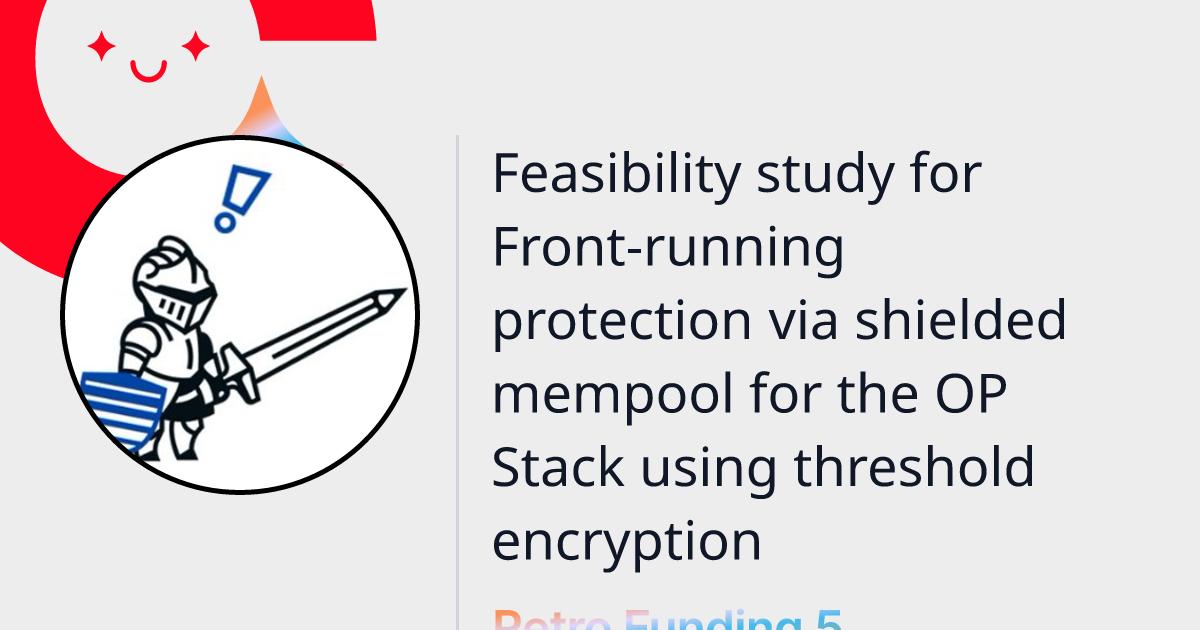 Feasibility study for
Front-running
protection via shielded
mempool for the OP
Stack using threshold
encryption
Retro Funding 5